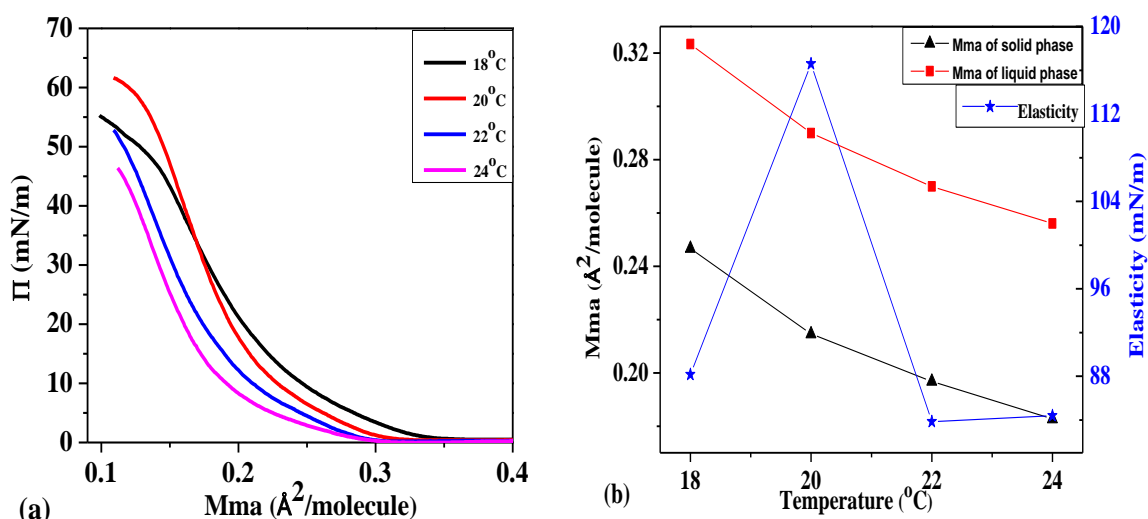 70
60
50
40
30
20
10
0
Π (mN/m)
18°C
20°C
22°C
24°C
0.1 0.2 0.3 0.4
Mma (Å²/molecule)
(a)
0.32
0.28
0.24
0.20
Mma (Å²/molecule)
Mma of solid phase
Mma of liquid phase
Elasticity
120
112
104
96
88
80
Elasticity (mN/m)
18 20 22 24
Temperature (°C)
(b)